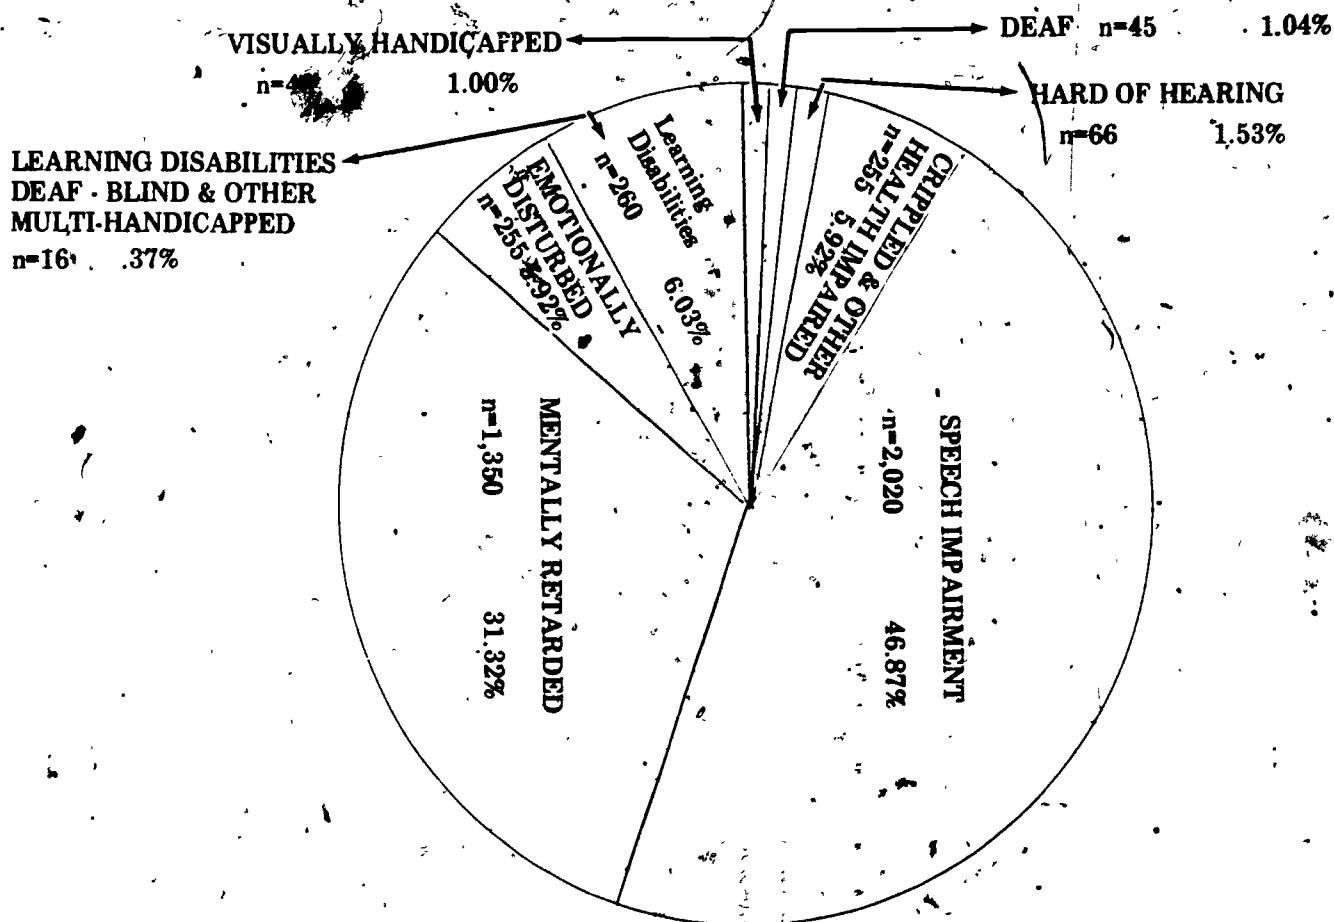 VISUALLY HANDICAPPED
1.00%
DEAF n=45 1.04%
HARD OF HEARING
n=66 1.53%
LEARNING DISABILITIES
DEAF - BLIND & OTHER
MULTI-HANDICAPPED
n=16 .37%
Learning
Disabilities
n=260 6.03%
EMOTIONALLY
DISTURBED
n=255 5.92%
CRIPPLED & OTHER
HEALTH IMPAIRED
n=255 5.92%
SPEECH IMPAIRMENT
n=2,020 46.87%
MENTALLY RETARDED
n=1,350 31.32%